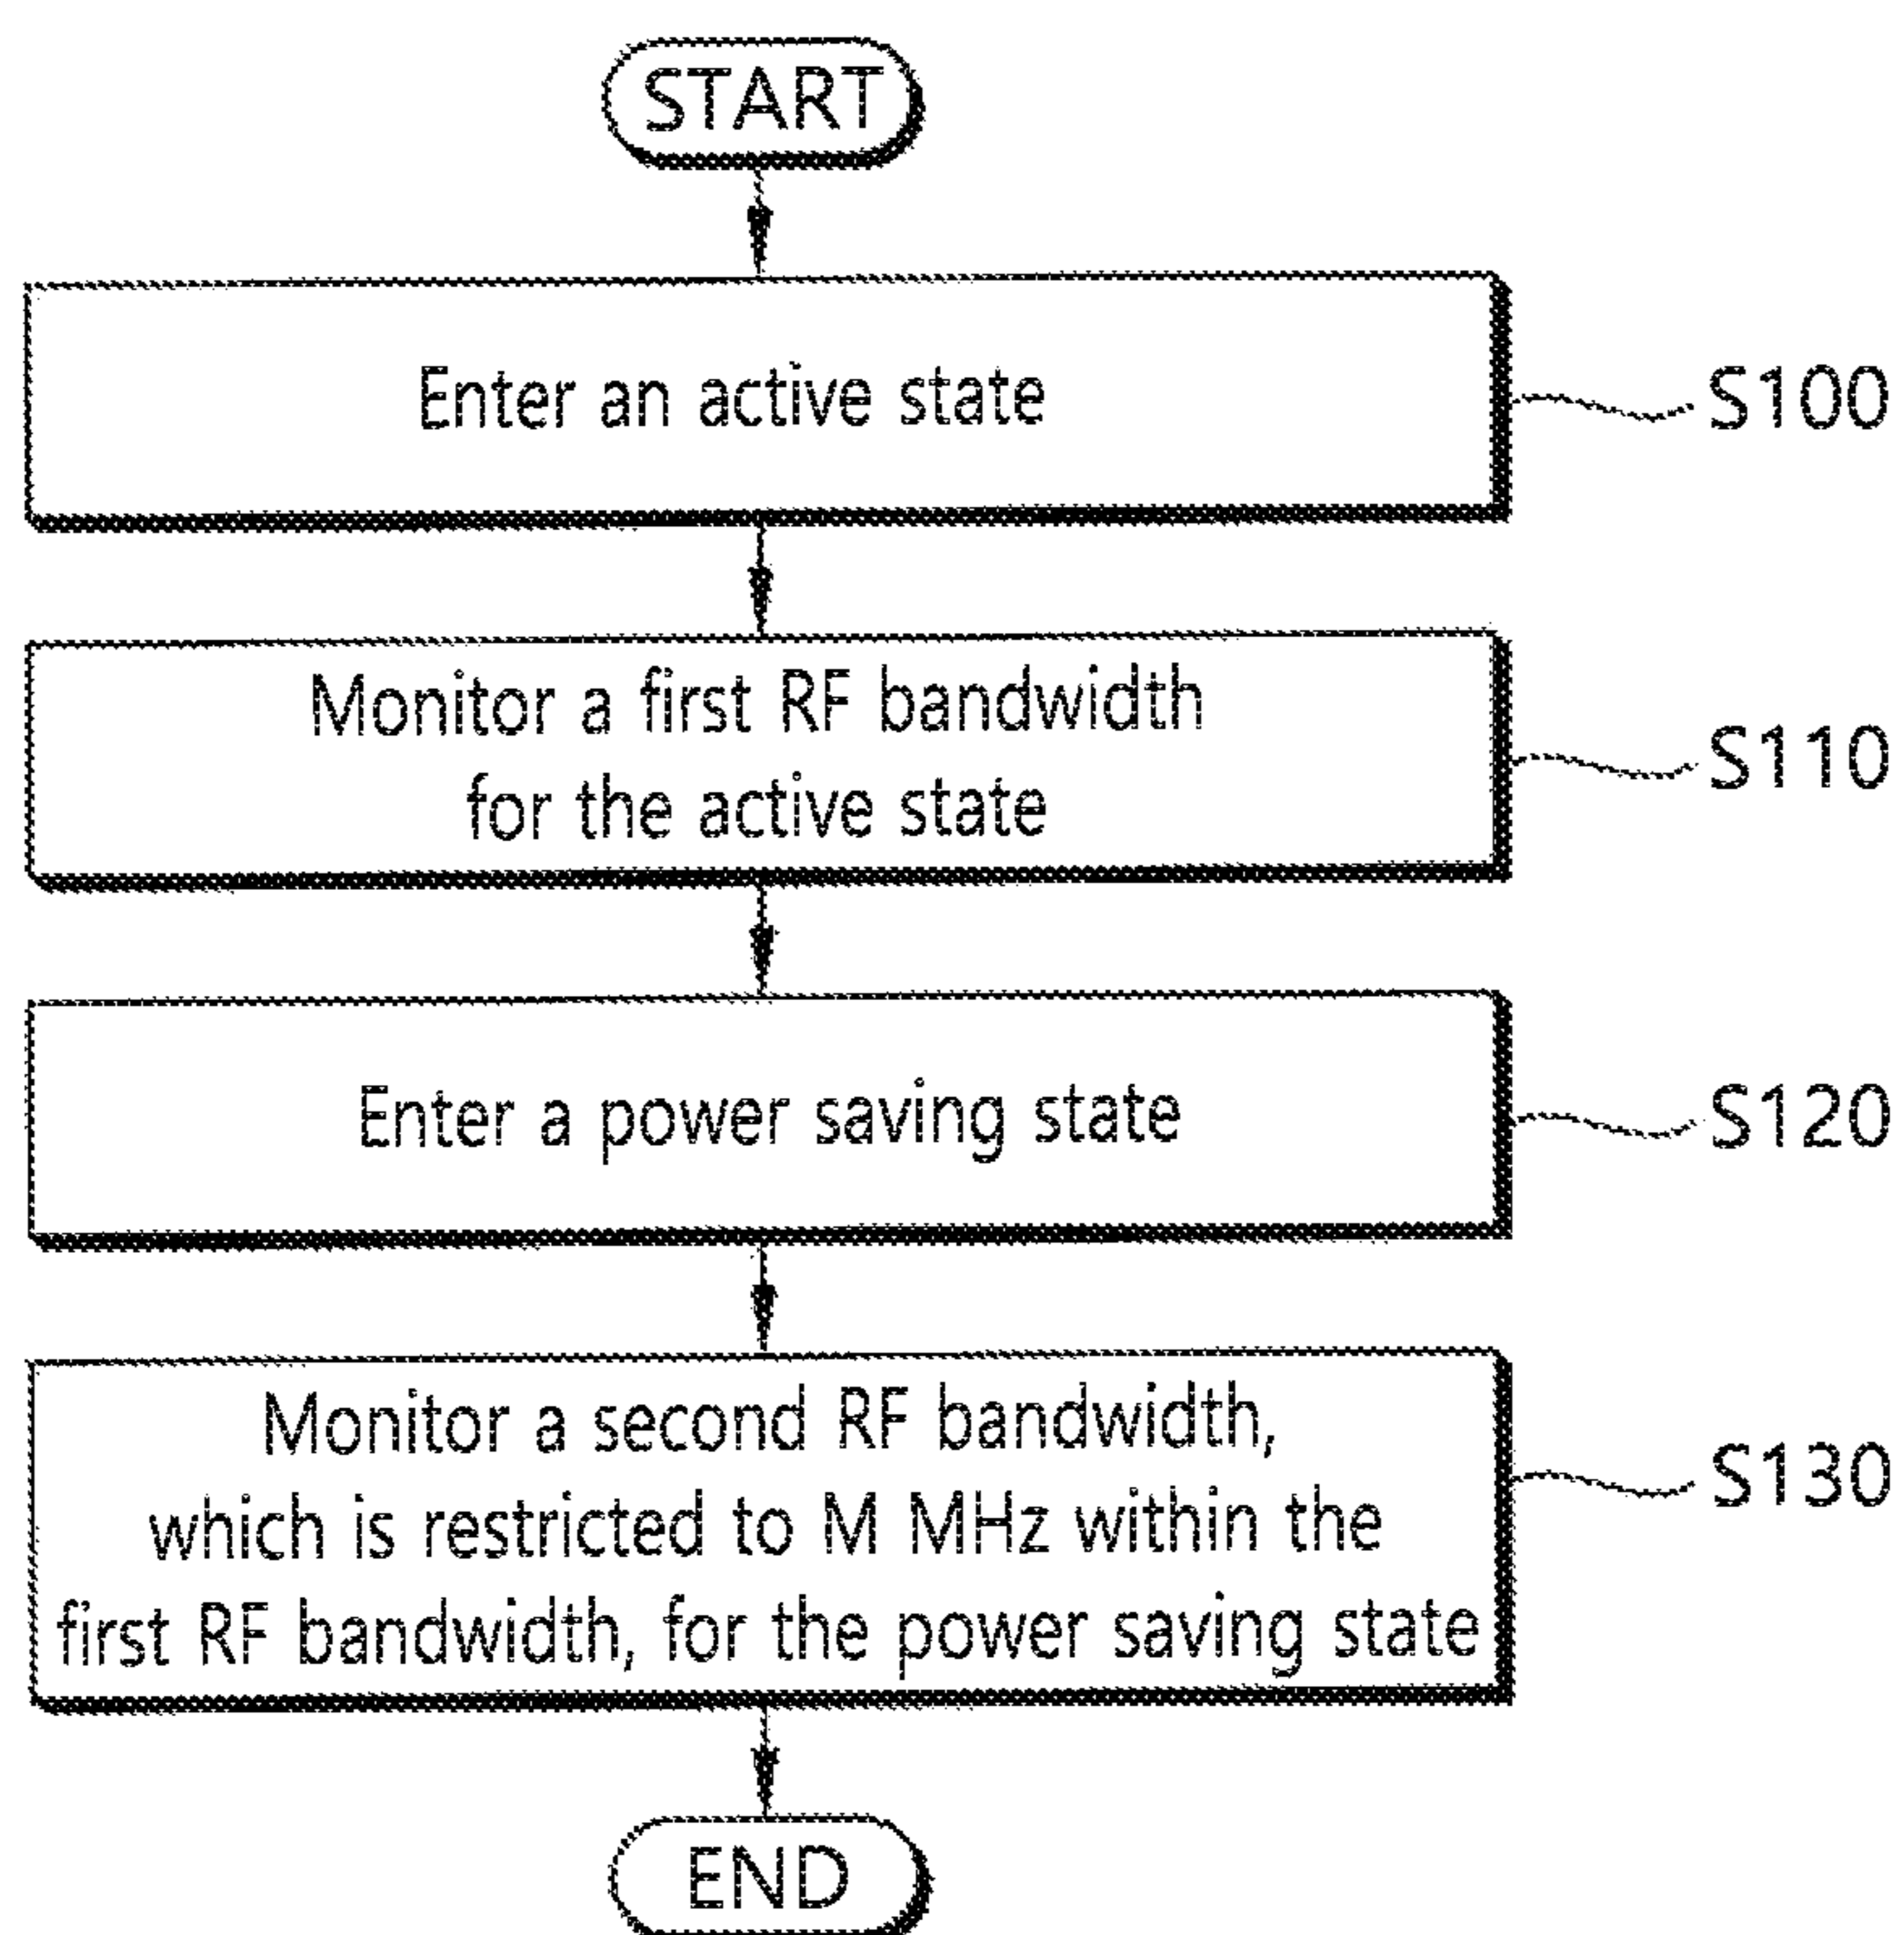 START
Enter an active state
S100
Monitor a first RF bandwidth
for the active state
S110
Enter a power saving state
S120
Monitor a second RF bandwidth,
which is restricted to M MHz within the
first RF bandwidth, for the power saving state
S130
END